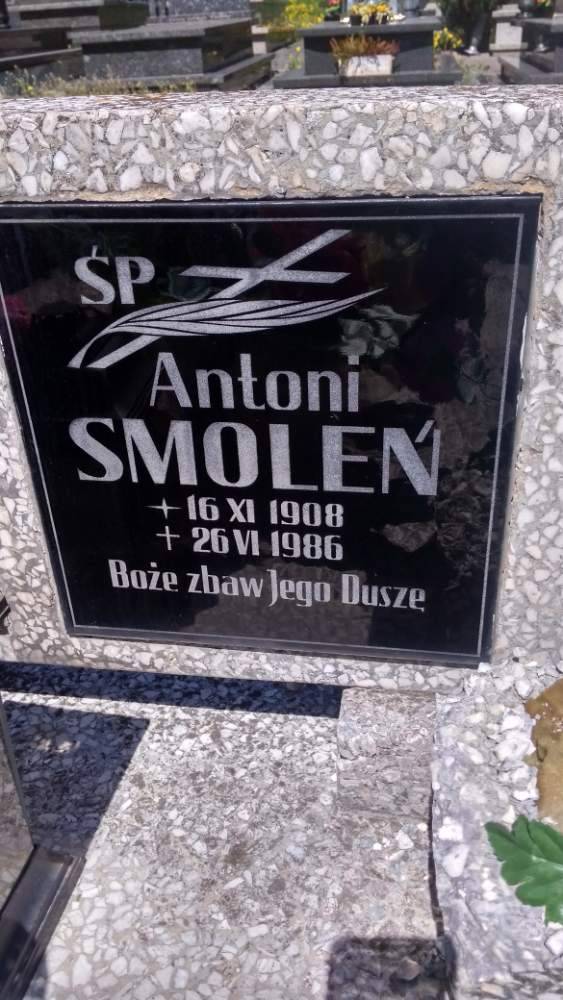 ŚP
Antoni
SMOLEŃ
16 XI 1908
26 VI 1986
Boże zbaw Jego Duszę